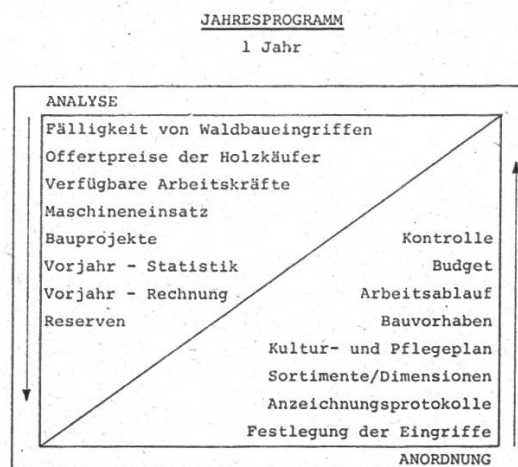 JAHRESPROGRAMM
1 Jahr
ANALYSE
Fälligkeit von Waldbaueingriffen
Offertpreise der Holzkäufer
Verfügbare Arbeitskräfte
Maschineneinsatz
Bauprojekte
Vorjahr - Statistik
Vorjahr - Rechnung
Reserven
Kontrolle
Budget
Arbeitsablauf
Bauvorhaben
Kultur- und Pflegeplan
Sortimente/Dimensionen
Anzeichnungsprotokolle
Festlegung der Eingriffe
ANORDNUNG